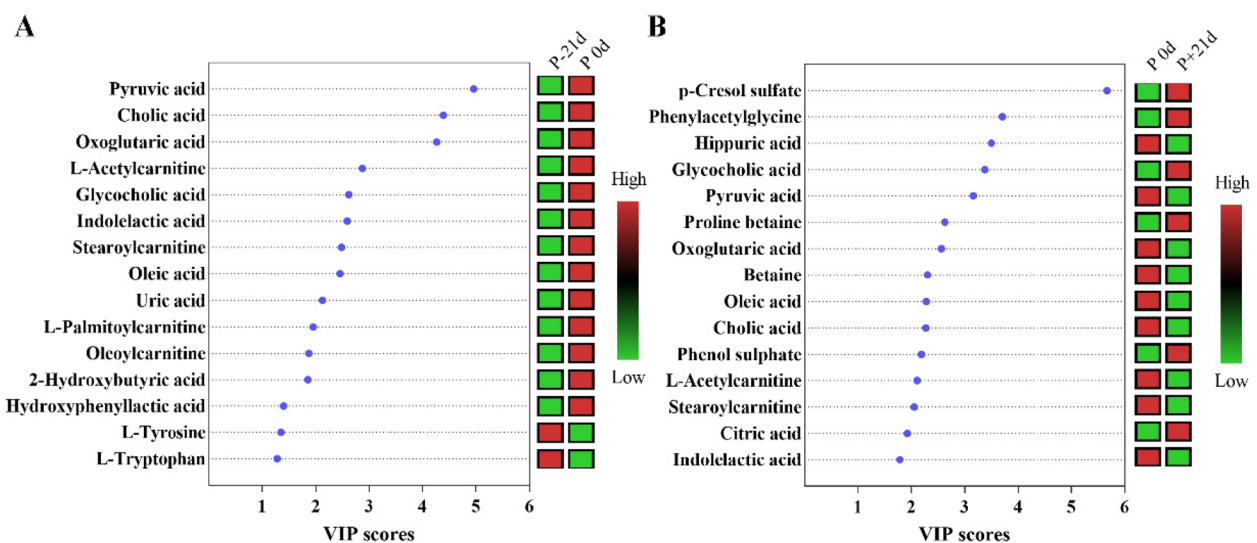 A
P-21d
P 0d
Pyruvic acid
Cholic acid
Oxoglutaric acid
L-Acetylcarnitine
Glycocholic acid
Indolelactic acid
Stearoylcarnitine
Oleic acid
Uric acid
L-Palmitoylcarnitine
Oleoylcarnitine
2-Hydroxybutyric acid
Hydroxyphenyllactic acid
L-Tyrosine
L-Tryptophan
High
Low
1 2 3 4 5 6
VIP scores
B
P 0d
P+21d
p-Cresol sulfate
Phenylacetylglycine
Hippuric acid
Glycocholic acid
Pyruvic acid
Proline betaine
Oxoglutaric acid
Betaine
Oleic acid
Cholic acid
Phenol sulphate
L-Acetylcarnitine
Stearoylcarnitine
Citric acid
Indolelactic acid
High
Low
1 2 3 4 5 6
VIP scores